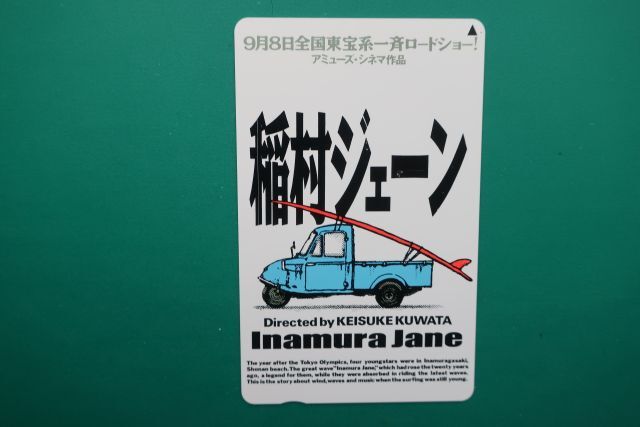 9月8日全国東宝系一斉ロードショー!
アミューズ・シネマ作品
稲村ジェーン
Directed by KEISUKE KUWATA
Inamura Jane
The year after the Tokyo Olympics, four youngstars were in Inamuragasaki,
Shonan beach. The great wave "Inamura Jane," which had rose the twenty years
ago, a legend for them, while they were absorbed in riding the latest waves.
This is the story about wind, waves and music when the surfing was still young.